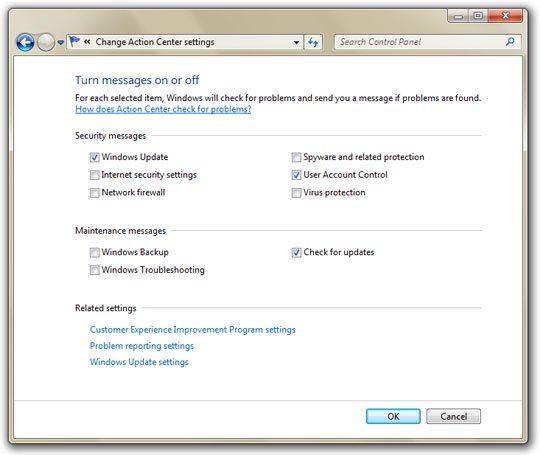 « Change Action Center settings
Search Control Panel
Turn messages on or off
For each selected item, Windows will check for problems and send you a message if problems are found.
How does Action Center check for problems?
Security messages
Windows Update
Spyware and related protection
Internet security settings
User Account Control
Network firewall
Virus protection
Maintenance messages
Windows Backup
Check for updates
Windows Troubleshooting
Related settings
Customer Experience Improvement Program settings
Problem reporting settings
Windows Update settings
OK
Cancel